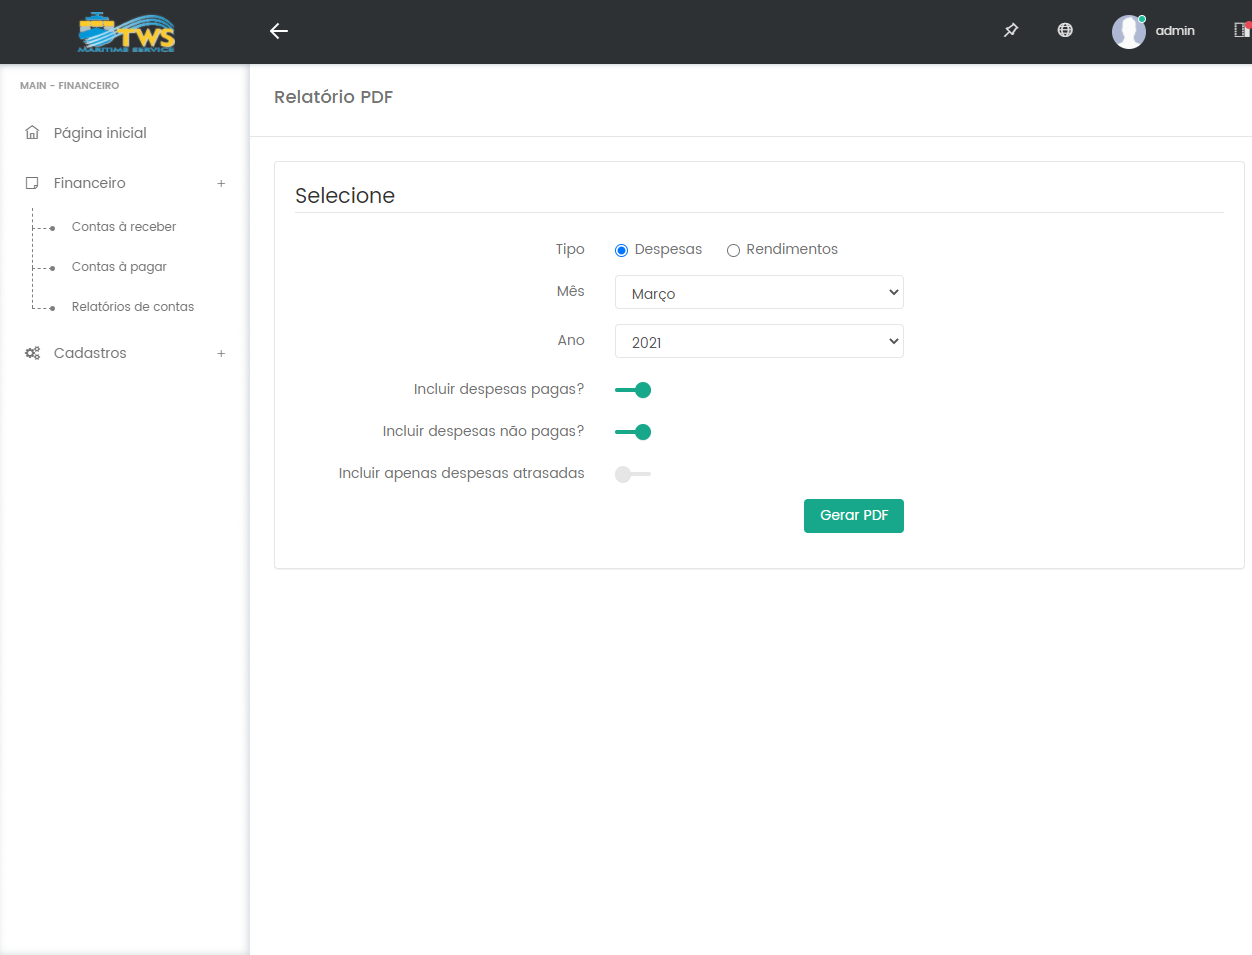 TWS
MARITIME SERVICE
admin
MAIN - FINANCEIRO
Página inicial
Financeiro +
Contas à receber
Contas à pagar
Relatórios de contas
Cadastros +
Relatório PDF
Selecione
Tipo Despesas Rendimentos
Mês Março
Ano 2021
Incluir despesas pagas?
Incluir despesas não pagas?
Incluir apenas despesas atrasadas
Gerar PDF